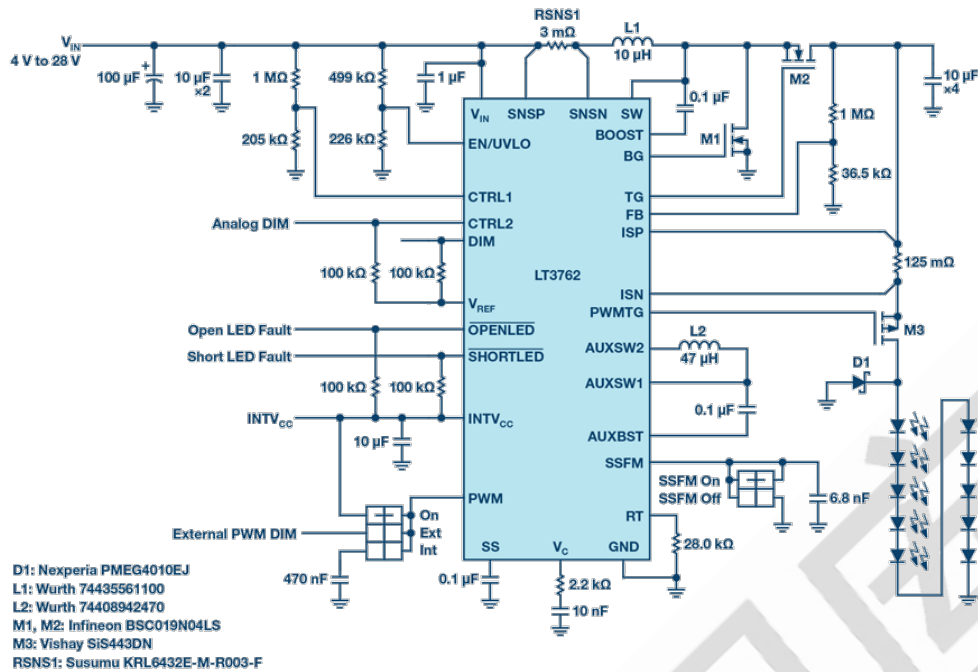 RSNS1
3 mΩ
L1
10 µH
V_IN
4 V to 28 V
100 µF
+
10 µF
×2
1 MΩ
499 kΩ
1 µF
0.1 µF
M2
10 µF
×4
V_IN
SNSP
SNSN
SW
205 kΩ
226 kΩ
EN/UVLO
BOOST
BG
M1
1 MΩ
36.5 kΩ
CTRL1
TG
FB
Analog DIM
CTRL2
ISP
DIM
100 kΩ
100 kΩ
LT3762
125 mΩ
V_REF
ISN
PWMTG
M3
Open LED Fault
OPENLED
Short LED Fault
SHORTLED
AUXSW2
L2
47 µH
D1
100 kΩ
100 kΩ
AUXSW1
0.1 µF
INTV_CC
INTV_CC
10 µF
AUXBST
SSFM
SSFM On
SSFM Off
6.8 nF
PWM
On
External PWM DIM
Ext
Int
RT
28.0 kΩ
SS
V_C
GND
470 nF
0.1 µF
2.2 kΩ
10 nF
D1: Nexperia PMEG4010EJ
L1: Wurth 74435561100
L2: Wurth 74408942470
M1, M2: Infineon BSC019N04LS
M3: Vishay SiS443DN
RSNS1: Susumu KRL6432E-M-R003-F